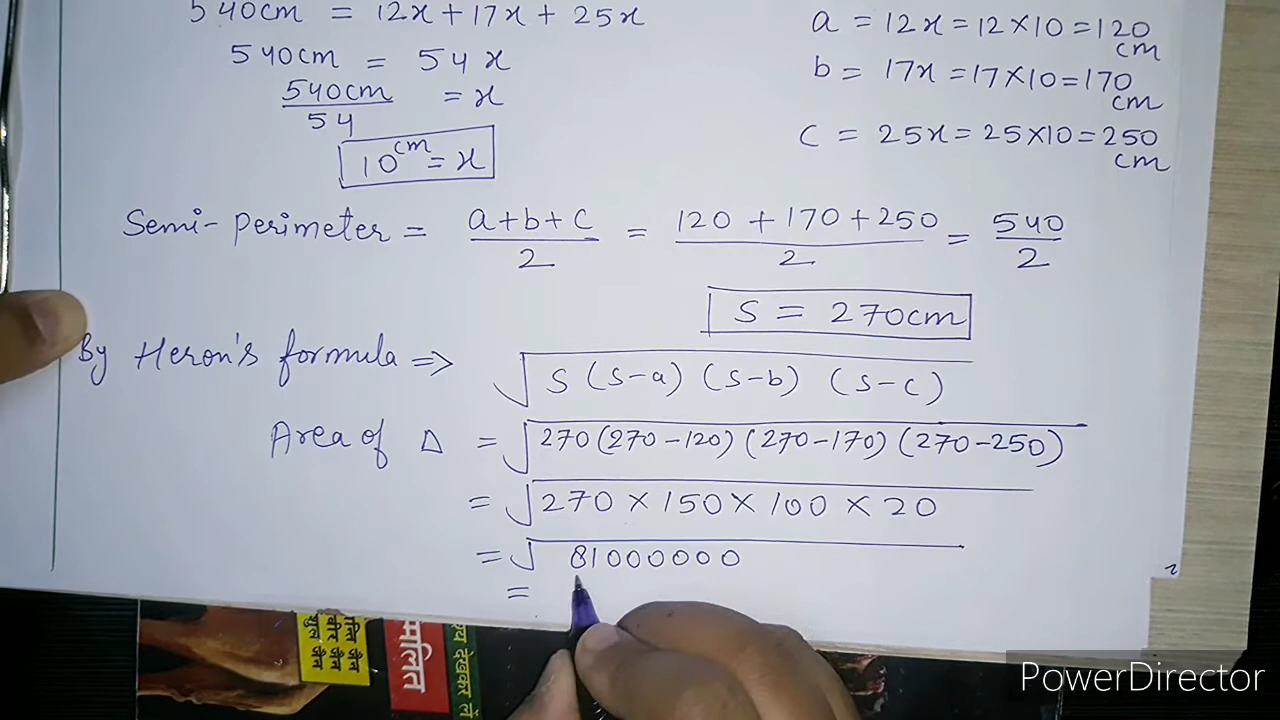 540cm = 12x + 17x + 25x
540cm = 54x
540cm/54 = x
10cm = x
a = 12x = 12×10 = 120 cm
b = 17x = 17×10 = 170 cm
c = 25x = 25×10 = 250 cm
Semi-Perimeter = a+b+c/2 = 120+170+250/2 = 540/2
S = 270cm
By Heron's formula ⇒ √S(S-a)(S-b)(S-c)
Area of Δ = √270(270-120)(270-170)(270-250)
= √270×150×100×20
= √81000000
=
मलित
PowerDirector